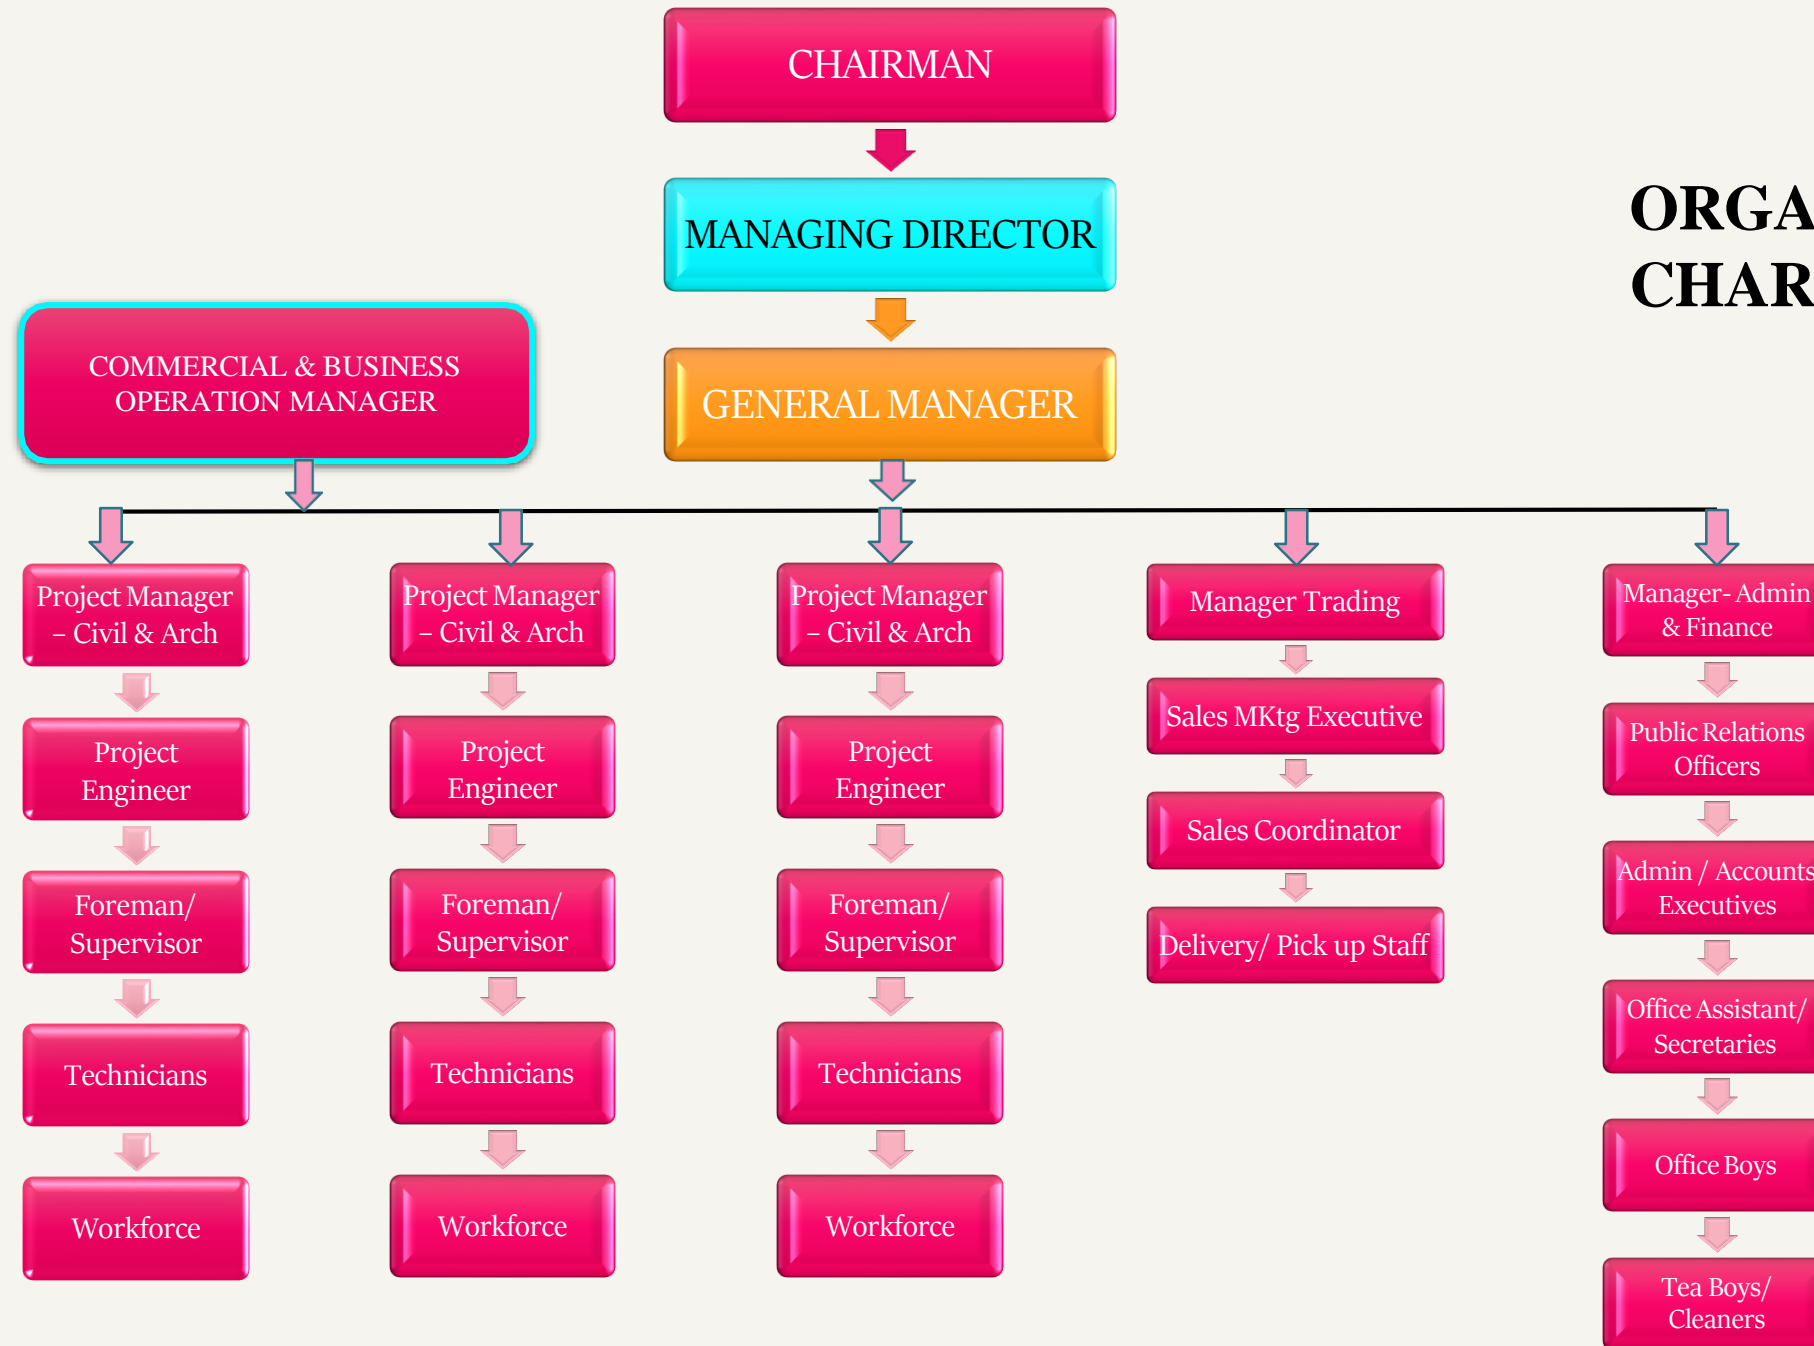 CHAIRMAN
MANAGING DIRECTOR
ORGA
CHAR
COMMERCIAL & BUSINESS
OPERATION MANAGER
GENERAL MANAGER
Project Manager
– Civil & Arch
Project
Engineer
Foreman/
Supervisor
Technicians
Workforce
Project Manager
– Civil & Arch
Project
Engineer
Foreman/
Supervisor
Technicians
Workforce
Project Manager
– Civil & Arch
Project
Engineer
Foreman/
Supervisor
Technicians
Workforce
Manager Trading
Sales MKtg Executive
Sales Coordinator
Delivery/ Pick up Staff
Manager- Admin
& Finance
Public Relations
Officers
Admin / Accounts
Executives
Office Assistant/
Secretaries
Office Boys
Tea Boys/
Cleaners